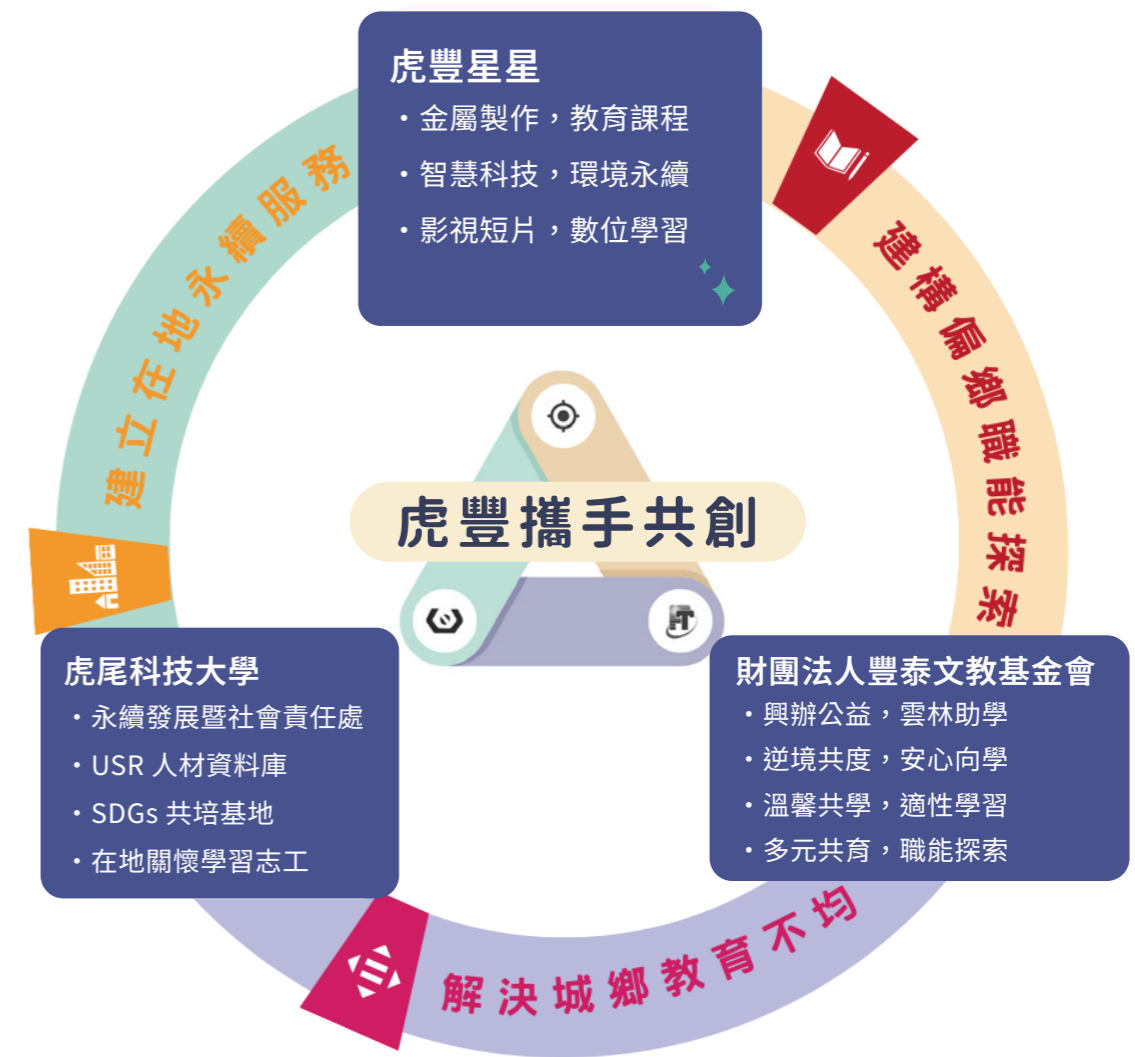 虎豐星星
・金屬製作，教育課程
・智慧科技，環境永續
・影視短片，數位學習
建立在地永續服務
建構偏鄉職能探索
虎豐攜手共創
虎尾科技大學
・永續發展暨社會責任處
・USR 人材資料庫
・SDGs 共培基地
・在地關懷學習志工
財團法人豐泰文教基金會
・興辦公益，雲林助學
・逆境共度，安心向學
・溫馨共學，適性學習
・多元共育，職能探索
解決城鄉教育不均